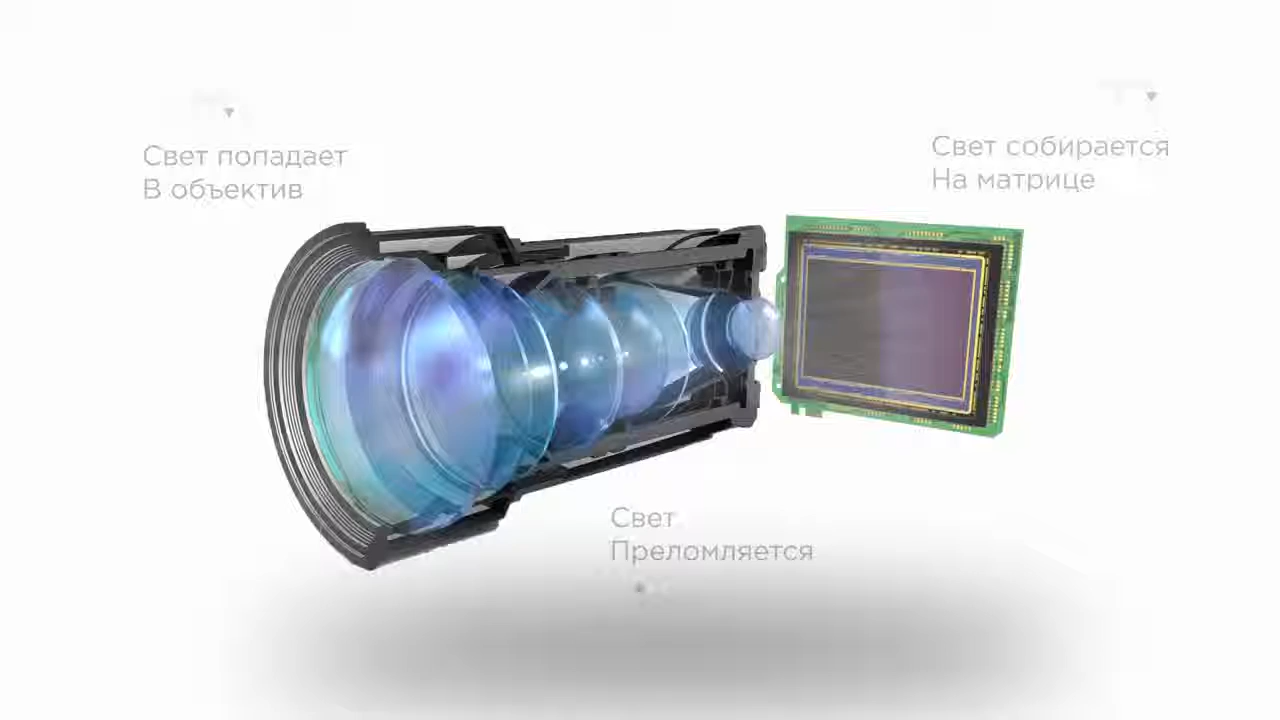 Свет попадает
В объектив
Свет собирается
На матрице
Свет
Преломляется